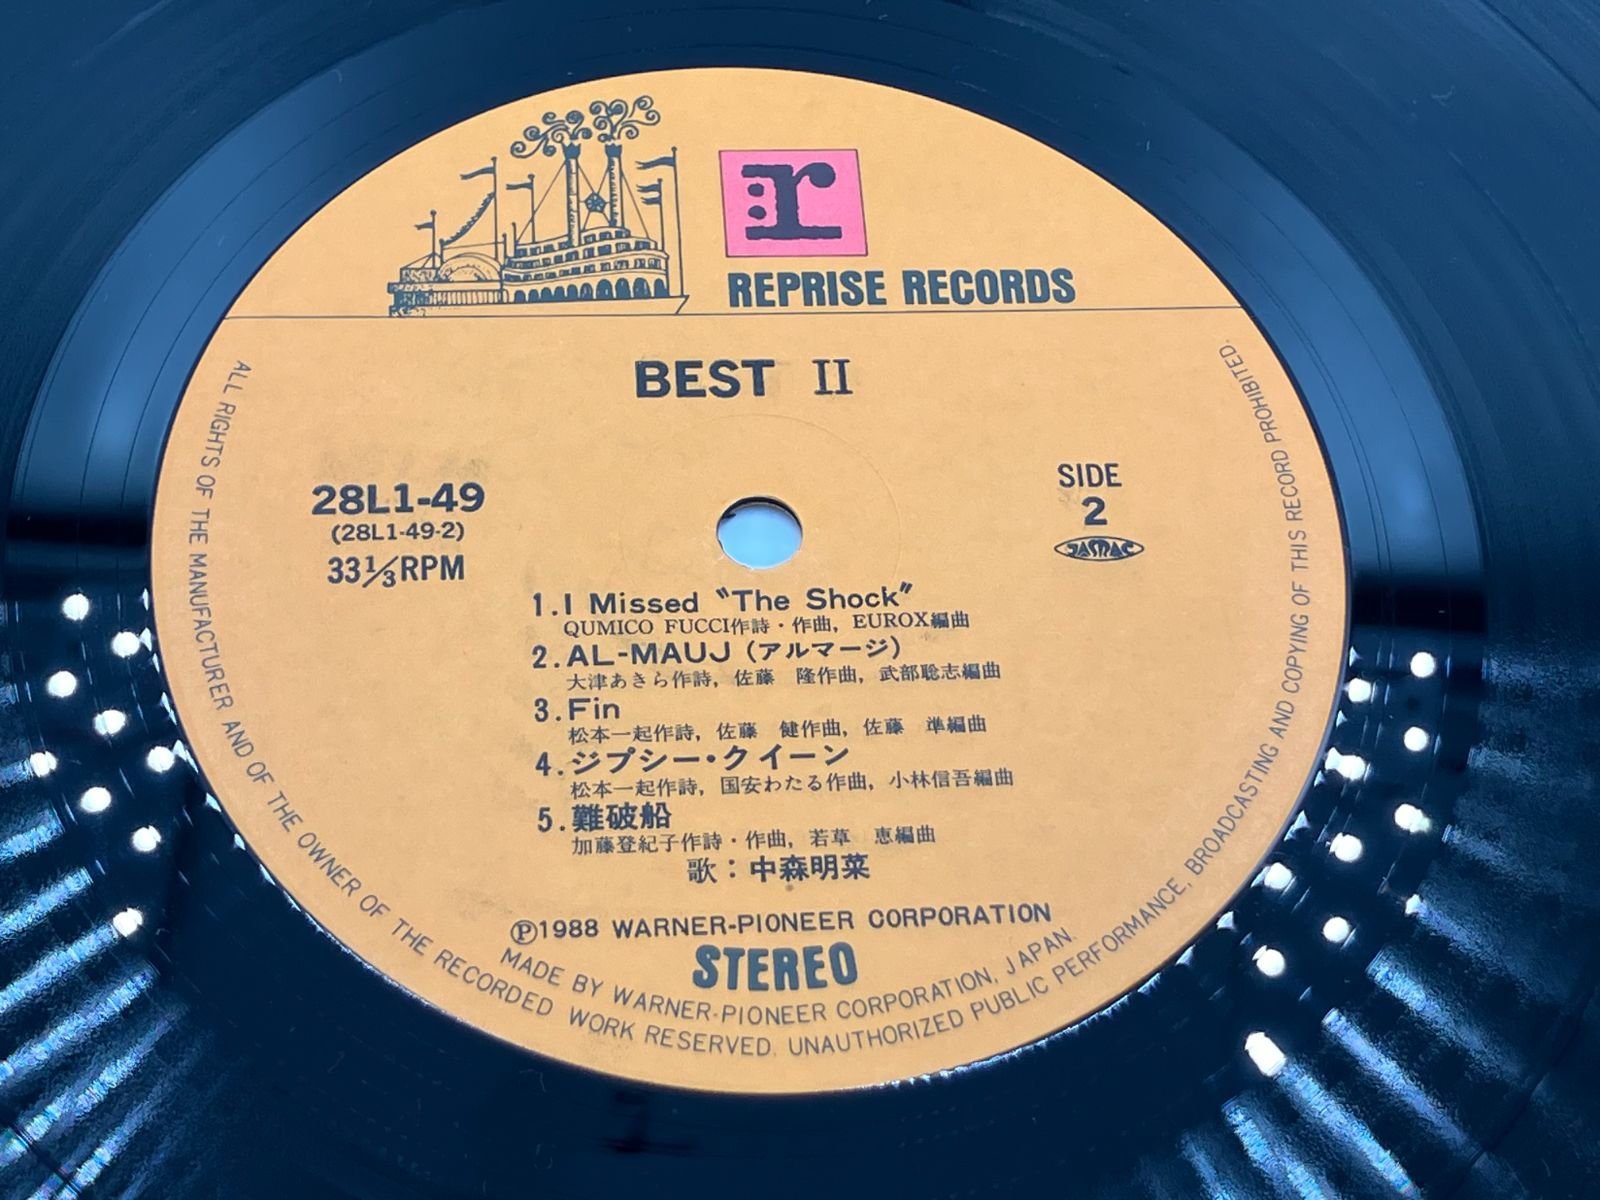 :r
REPRISE RECORDS
BEST II
28L1-49
(28L1-49-2)
33⅓RPM
SIDE
2
JASRAC
1.I Missed "The Shock"
QUMICO FUCCI作詩・作曲, EUROX編曲
2.AL-MAUJ (アルマージ)
大津あきら作詩, 佐藤 隆作曲, 武部聡志編曲
3.Fin
松本一起作詩, 佐藤 健作曲, 佐藤 準編曲
4.ジプシー・クイーン
松本一起作詩, 国安わたる作曲, 小林信吾編曲
5.難破船
加藤登紀子作詩・作曲, 若草 恵編曲
歌：中森明菜
Ⓟ1988 WARNER-PIONEER CORPORATION
STEREO
MADE BY WARNER-PIONEER CORPORATION, JAPAN.
ALL RIGHTS OF THE MANUFACTURER AND OF THE OWNER OF THE RECORDED WORK RESERVED. UNAUTHORIZED PUBLIC PERFORMANCE, BROADCASTING AND COPYING OF THIS RECORD PROHIBITED.